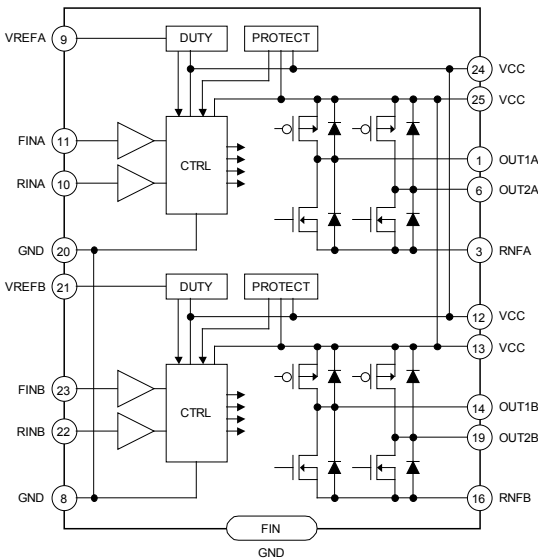 VREFA 9 DUTY PROTECT
24 VCC
25 VCC
FINA 11
CTRL
1 OUT1A
RINA 10
6 OUT2A
GND 20
3 RNFA
VREFB 21 DUTY PROTECT
12 VCC
13 VCC
FINB 23
CTRL
14 OUT1B
RINB 22
19 OUT2B
GND 8
16 RNFB
FIN
GND